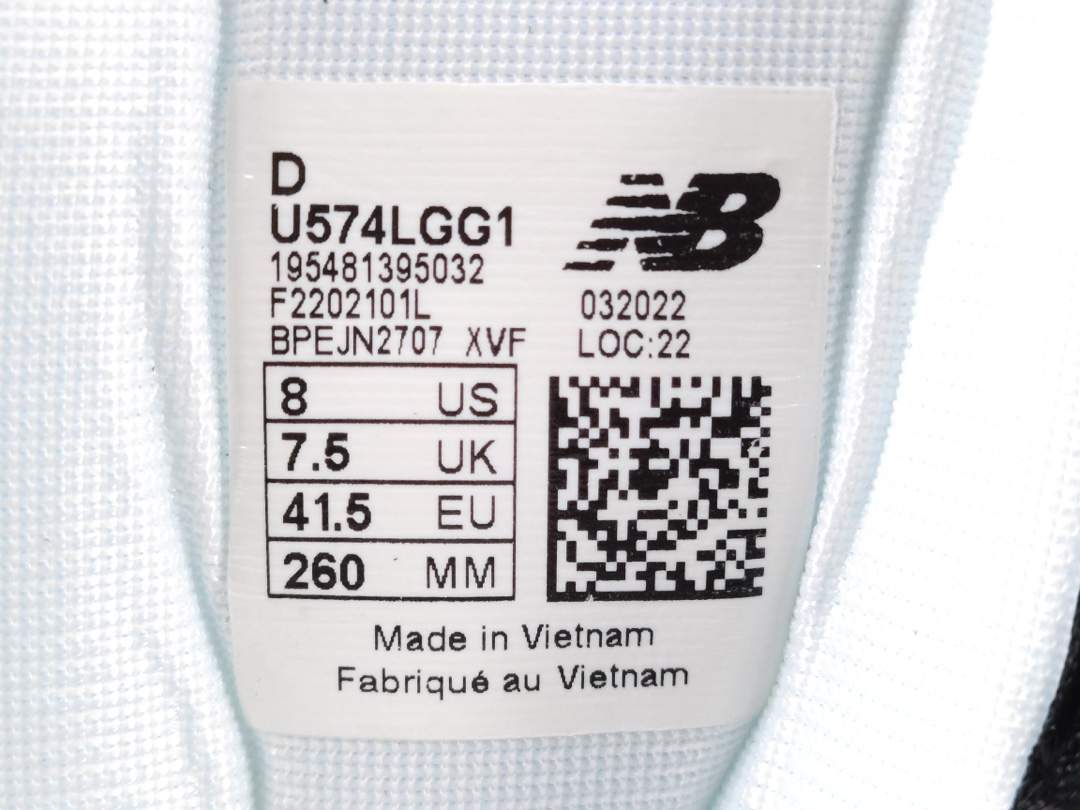 D
U574LGG1
195481395032
F2202101L
BPEJN2707 XVF
NB
032022
LOC:22
8 US
7.5 UK
41.5 EU
260 MM
Made in Vietnam
Fabriqué au Vietnam